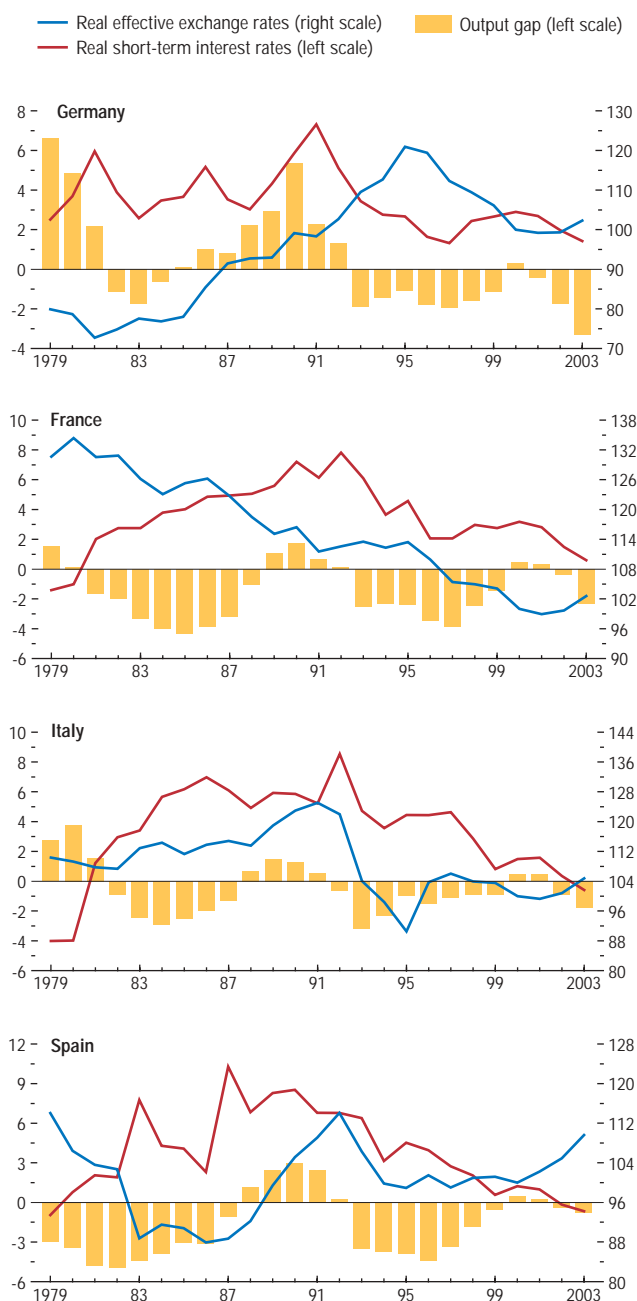 Real effective exchange rates (right scale)
Output gap (left scale)
Real short-term interest rates (left scale)
Germany
8 130
6 120
4 110
2 100
0 90
-2 80
-4 70
1979 83 87 91 95 99 2003
France
10 138
8 132
6 126
4 120
2 114
0 108
-2 102
-4 96
-6 90
1979 83 87 91 95 99 2003
Italy
10 144
8 136
6 128
4 120
2 112
0 104
-2 96
-4 88
-6 80
1979 83 87 91 95 99 2003
Spain
12 128
9 120
6 112
3 104
0 96
-3 88
-6 80
1979 83 87 91 95 99 2003